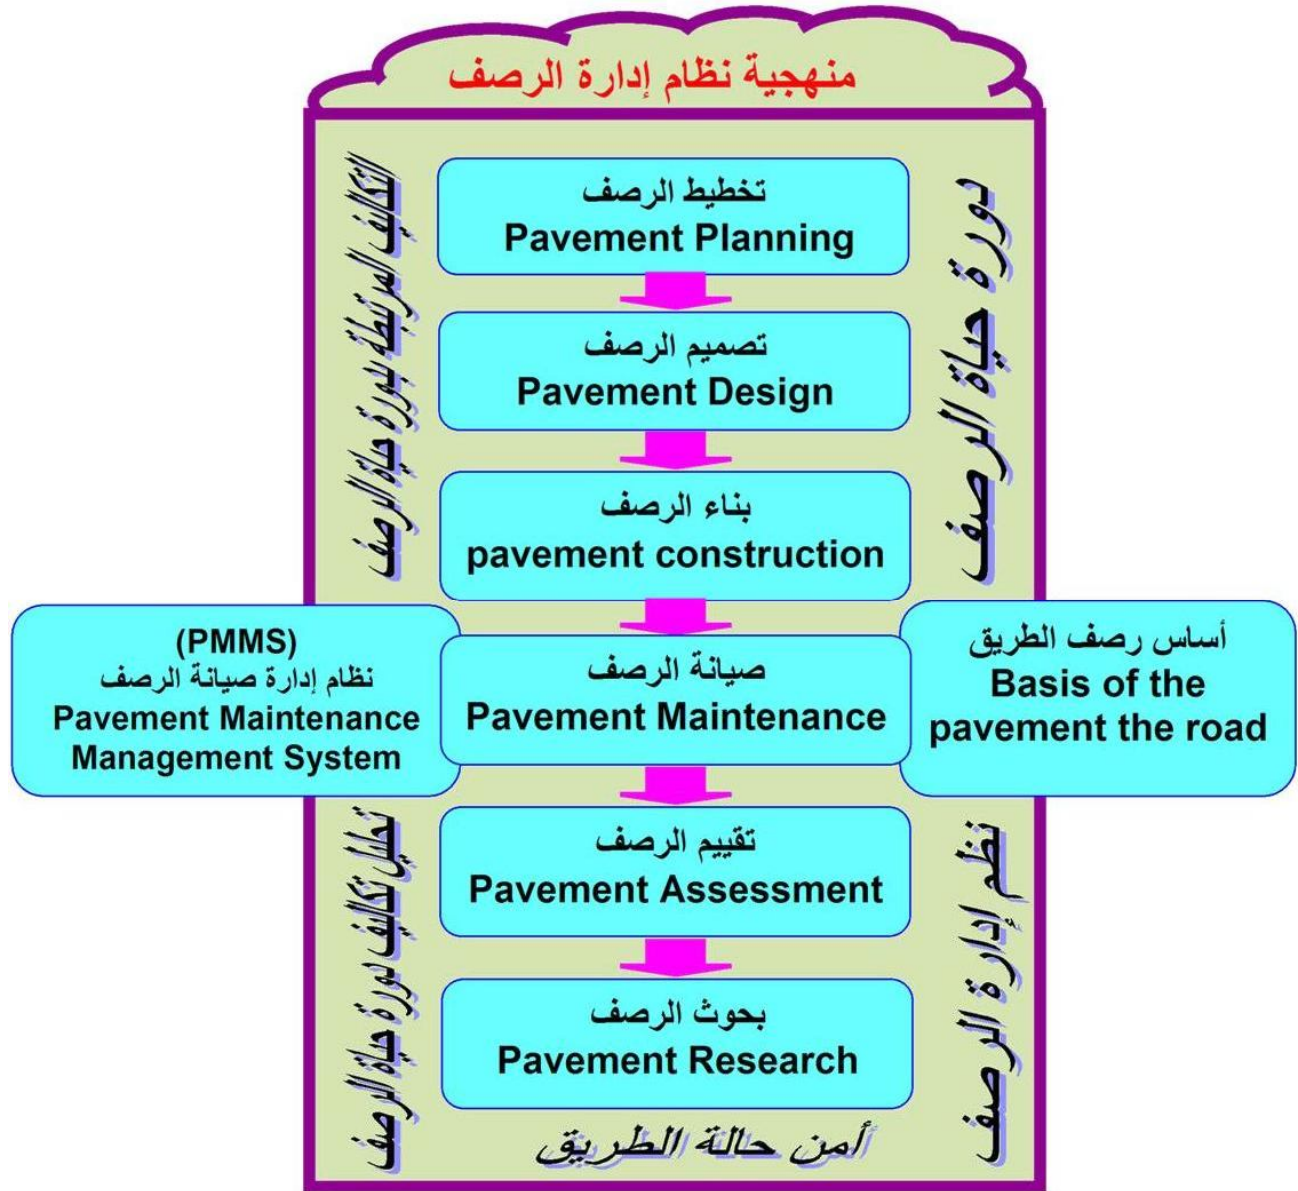 منهجية نظام إدارة الرصف
دورة حياة الرصف
التكاليف المرتبطة بدورة حياة الرصف
تخطيط الرصف
Pavement Planning
تصميم الرصف
Pavement Design
بناء الرصف
pavement construction
أساس رصف الطريق
Basis of the
pavement the road
صيانة الرصف
Pavement Maintenance
(PMMS)
نظام إدارة صيانة الرصف
Pavement Maintenance
Management System
نظم إدارة الرصف
تحليل تكاليف دورة حياة الرصف
تقييم الرصف
Pavement Assessment
بحوث الرصف
Pavement Research
أمن حالة الطريق